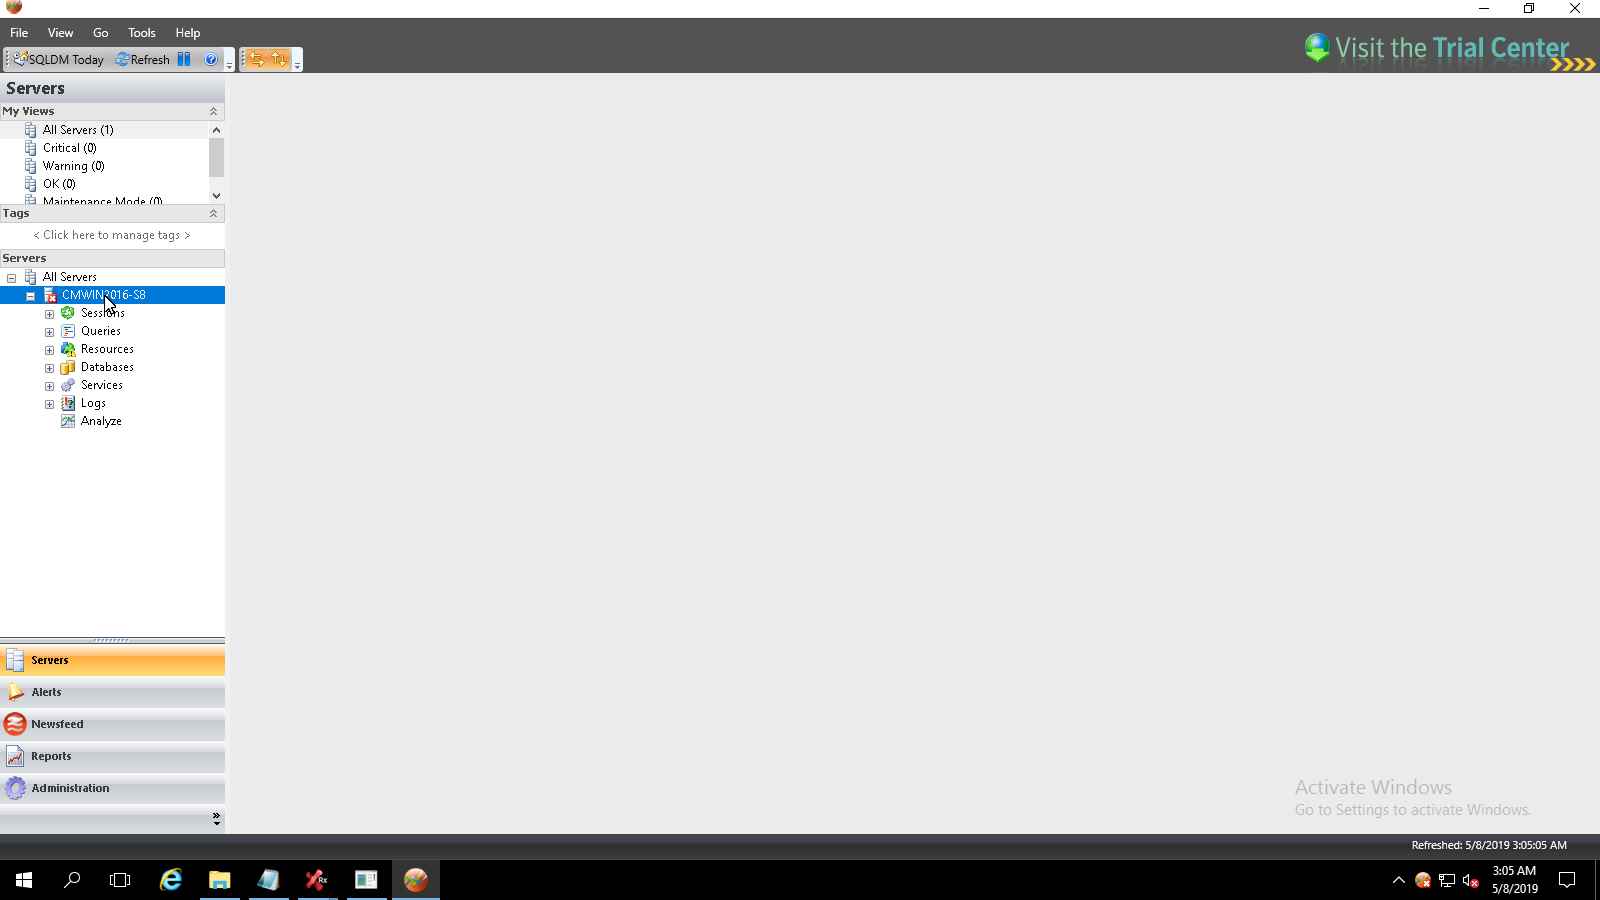 File View Go Tools Help
SQLDM Today Refresh
Visit the Trial Center
Servers
My Views
All Servers (1)
Critical (0)
Warning (0)
OK (0)
Maintenance Mode (0)
Tags
< Click here to manage tags >
Servers
All Servers
CMWIN2016-S8
Sessions
Queries
Resources
Databases
Services
Logs
Analyze
Servers
Alerts
Newsfeed
Reports
Administration
Activate Windows
Go to Settings to activate Windows.
Refreshed: 5/8/2019 3:05:05 AM
Rx
3:05 AM
5/8/2019